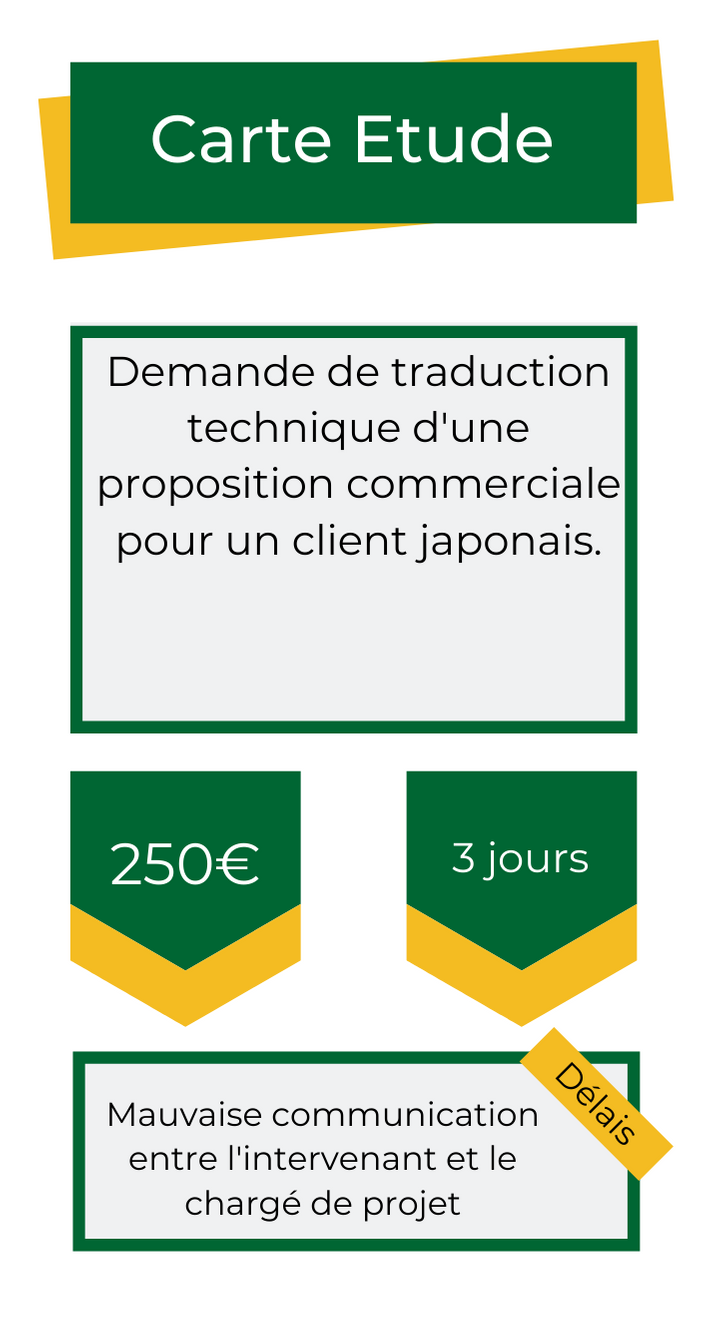 Carte Etude
Demande de traduction
technique d'une
proposition commerciale
pour un client japonais.
250€
3 jours
Délais
Mauvaise communication
entre l'intervenant et le
chargé de projet